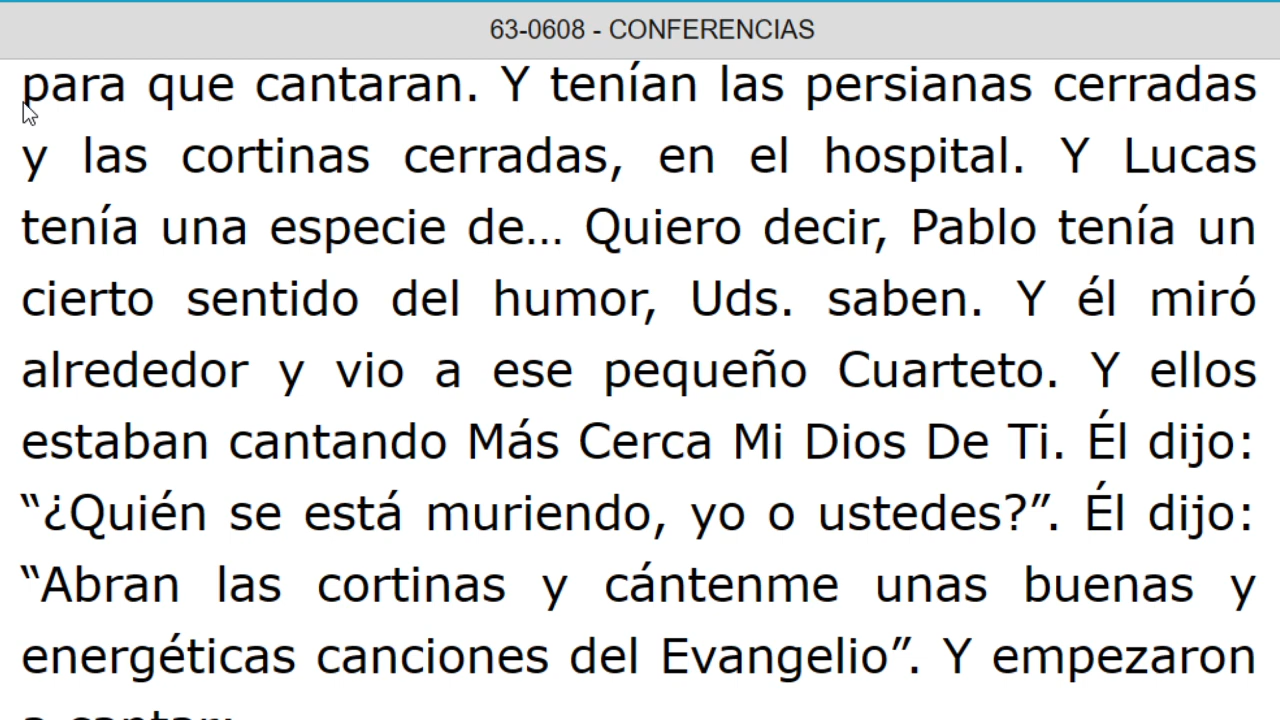 63-0608 - CONFERENCIAS
para que cantaran. Y tenían las persianas cerradas
y las cortinas cerradas, en el hospital. Y Lucas
tenía una especie de… Quiero decir, Pablo tenía un
cierto sentido del humor, Uds. saben. Y él miró
alrededor y vio a ese pequeño Cuarteto. Y ellos
estaban cantando Más Cerca Mi Dios De Ti. Él dijo:
“¿Quién se está muriendo, yo o ustedes?”. Él dijo:
“Abran las cortinas y cántenme unas buenas y
energéticas canciones del Evangelio”. Y empezaron
a cantar: